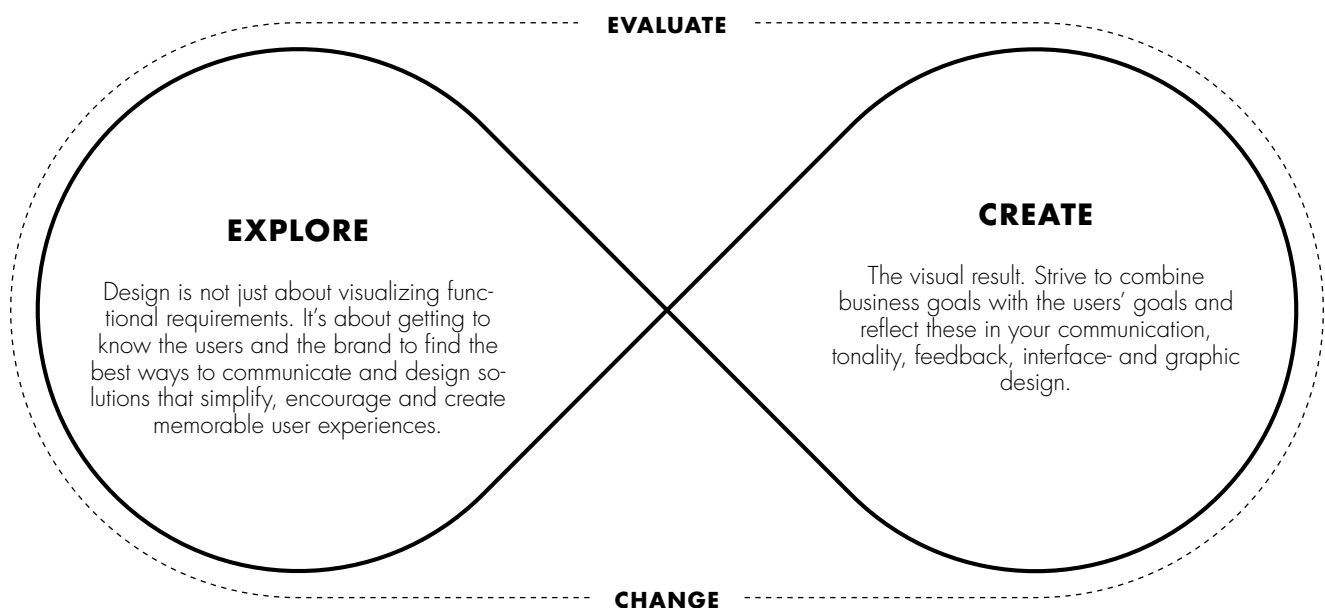 EVALUATE
EXPLORE
Design is not just about visualizing func-
tional requirements. It's about getting to
know the users and the brand to find the
best ways to communicate and design so-
lutions that simplify, encourage and create
memorable user experiences.
CREATE
The visual result. Strive to combine
business goals with the users’ goals and
reflect these in your communication,
tonality, feedback, interface- and graphic
design.
CHANGE